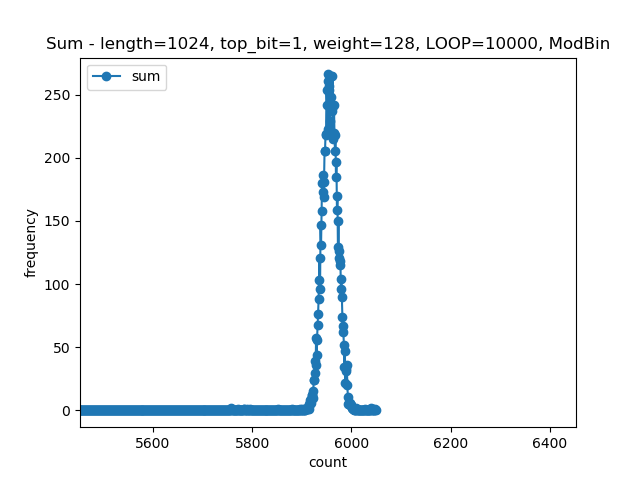 Sum - length=1024, top_bit=1, weight=128, LOOP=10000, ModBin
sum
frequency
250
200
150
100
50
0
5600 5800 6000 6200 6400
count